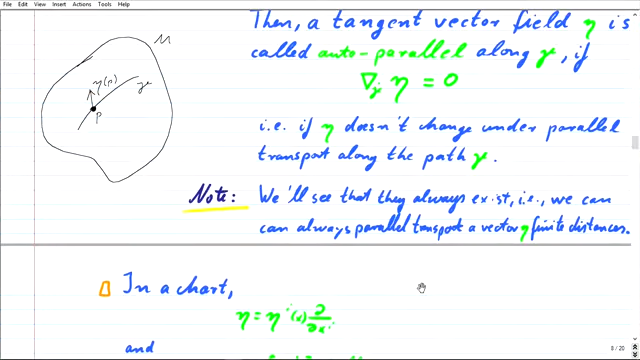 File Edit View Insert Actions Tools Help
Then, a tangent vector field η is
called auto-parallel along γ, if
∇_γ̇ η = 0
i.e. if η doesn't change under parallel
transport along the path γ.
M
η(p)
γ
p
Note: We'll see that they always exist, i.e., we can
can always parallel transport a vector η finite distances.
In a chart,
η = η^i(x) ∂/∂x^i
and
8 / 20